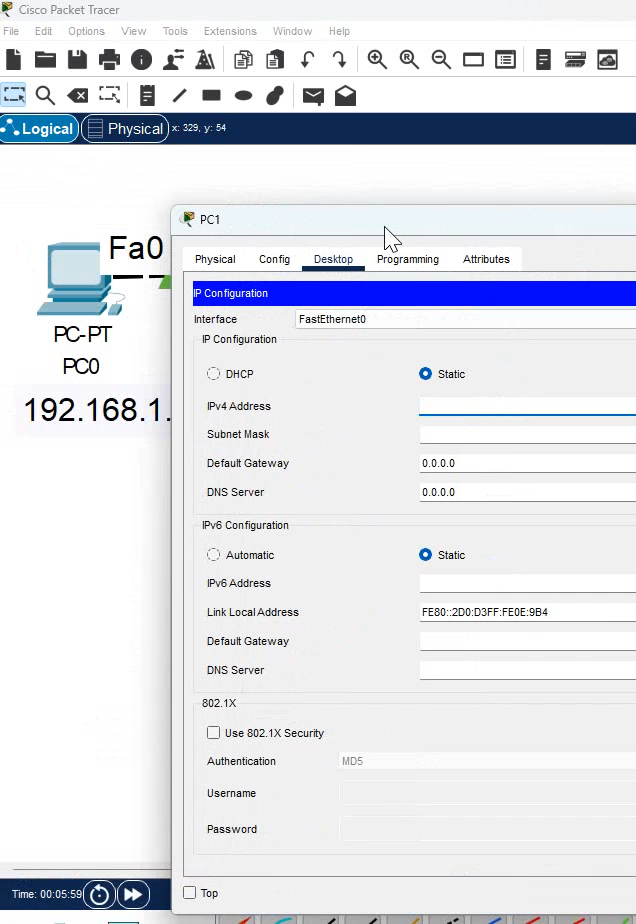 Cisco Packet Tracer
File Edit Options View Tools Extensions Window Help
Logical Physical x: 329, y: 54
PC1
Physical Config Desktop Programming Attributes
IP Configuration
Interface FastEthernet0
IP Configuration
DHCP Static
IPv4 Address
Subnet Mask
Default Gateway 0.0.0.0
DNS Server 0.0.0.0
IPv6 Configuration
Automatic Static
IPv6 Address
Link Local Address FE80::2D0:D3FF:FE0E:9B4
Default Gateway
DNS Server
802.1X
Use 802.1X Security
Authentication MD5
Username
Password
Top
Fa0
PC-PT
PC0
192.168.1.
Time: 00:05:59